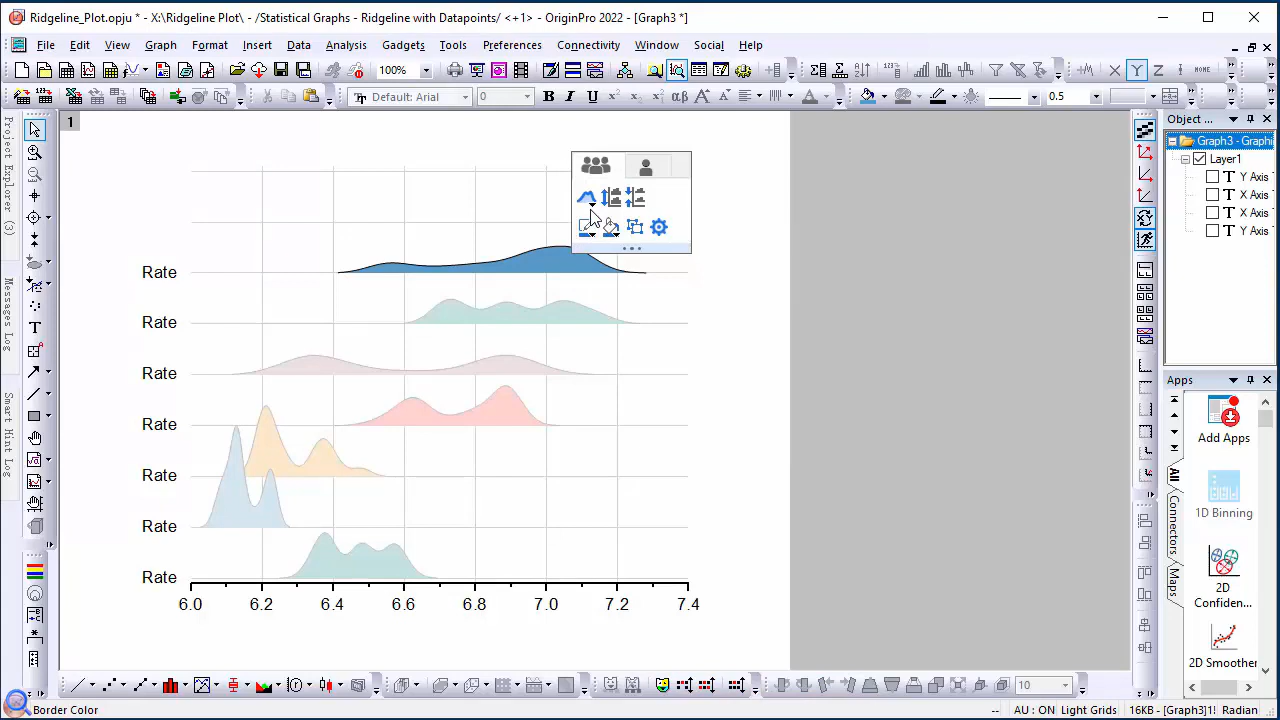 Ridgeline_Plot.opju * - X:\Ridgeline Plot\ - /Statistical Graphs - Ridgeline with Datapoints/ <+1> - OriginPro 2022 - [Graph3 *]
File Edit View Graph Format Insert Data Analysis Gadgets Tools Preferences Connectivity Window Social Help
100%
Default: Arial 0 B I U αβ A A 0.5
X Y Z
1
Project Explorer (3)
Messages Log
Smart Hint Log
Rate
Rate
Rate
Rate
Rate
Rate
Rate
6.0 6.2 6.4 6.6 6.8 7.0 7.2 7.4
Object ...
Graph3 - Graphi
Layer1
T Y Axis
T X Axis
T X Axis
T Y Axis
Apps
Add Apps
1D Binning
2D
Confiden...
2D Smoother
All
Connectors
Maps
10
Border Color
-- AU : ON Light Grids 16KB - [Graph3]1! Radian